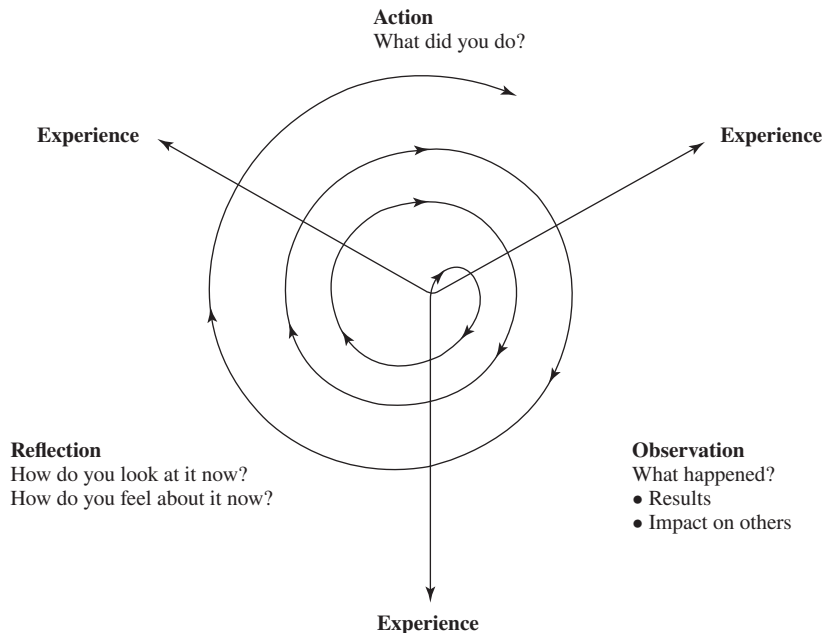 Action
What did you do?
Experience
Experience
Reflection
How do you look at it now?
How do you feel about it now?
Observation
What happened?
● Results
● Impact on others
Experience